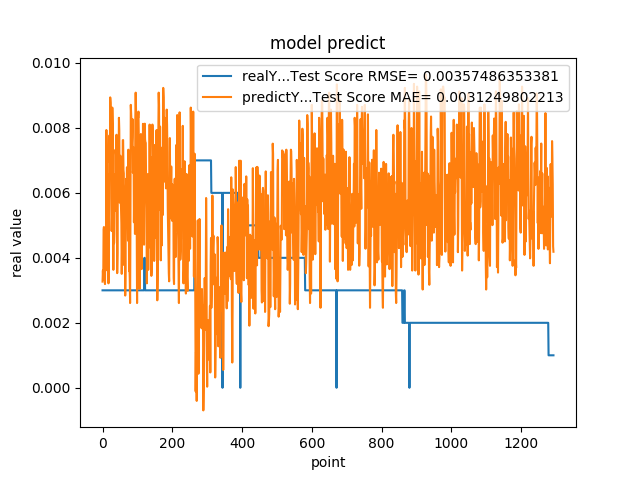 model predict
realY...Test Score RMSE= 0.00357486353381
predictY...Test Score MAE= 0.0031249802213
0.010
0.008
0.006
0.004
0.002
0.000
real value
0 200 400 600 800 1000 1200
point